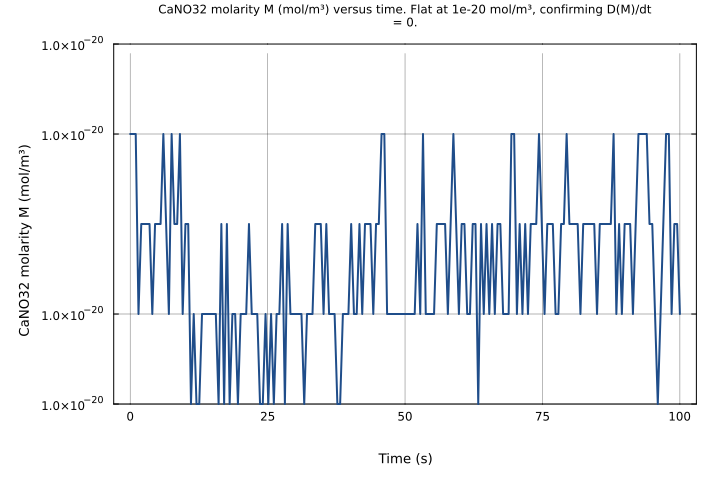 CaNO32 molarity M (mol/m³) versus time. Flat at 1e-20 mol/m³, confirming D(M)/dt
= 0.
1.0×10⁻²⁰
1.0×10⁻²⁰
1.0×10⁻²⁰
1.0×10⁻²⁰
CaNO32 molarity M (mol/m³)
0 25 50 75 100
Time (s)